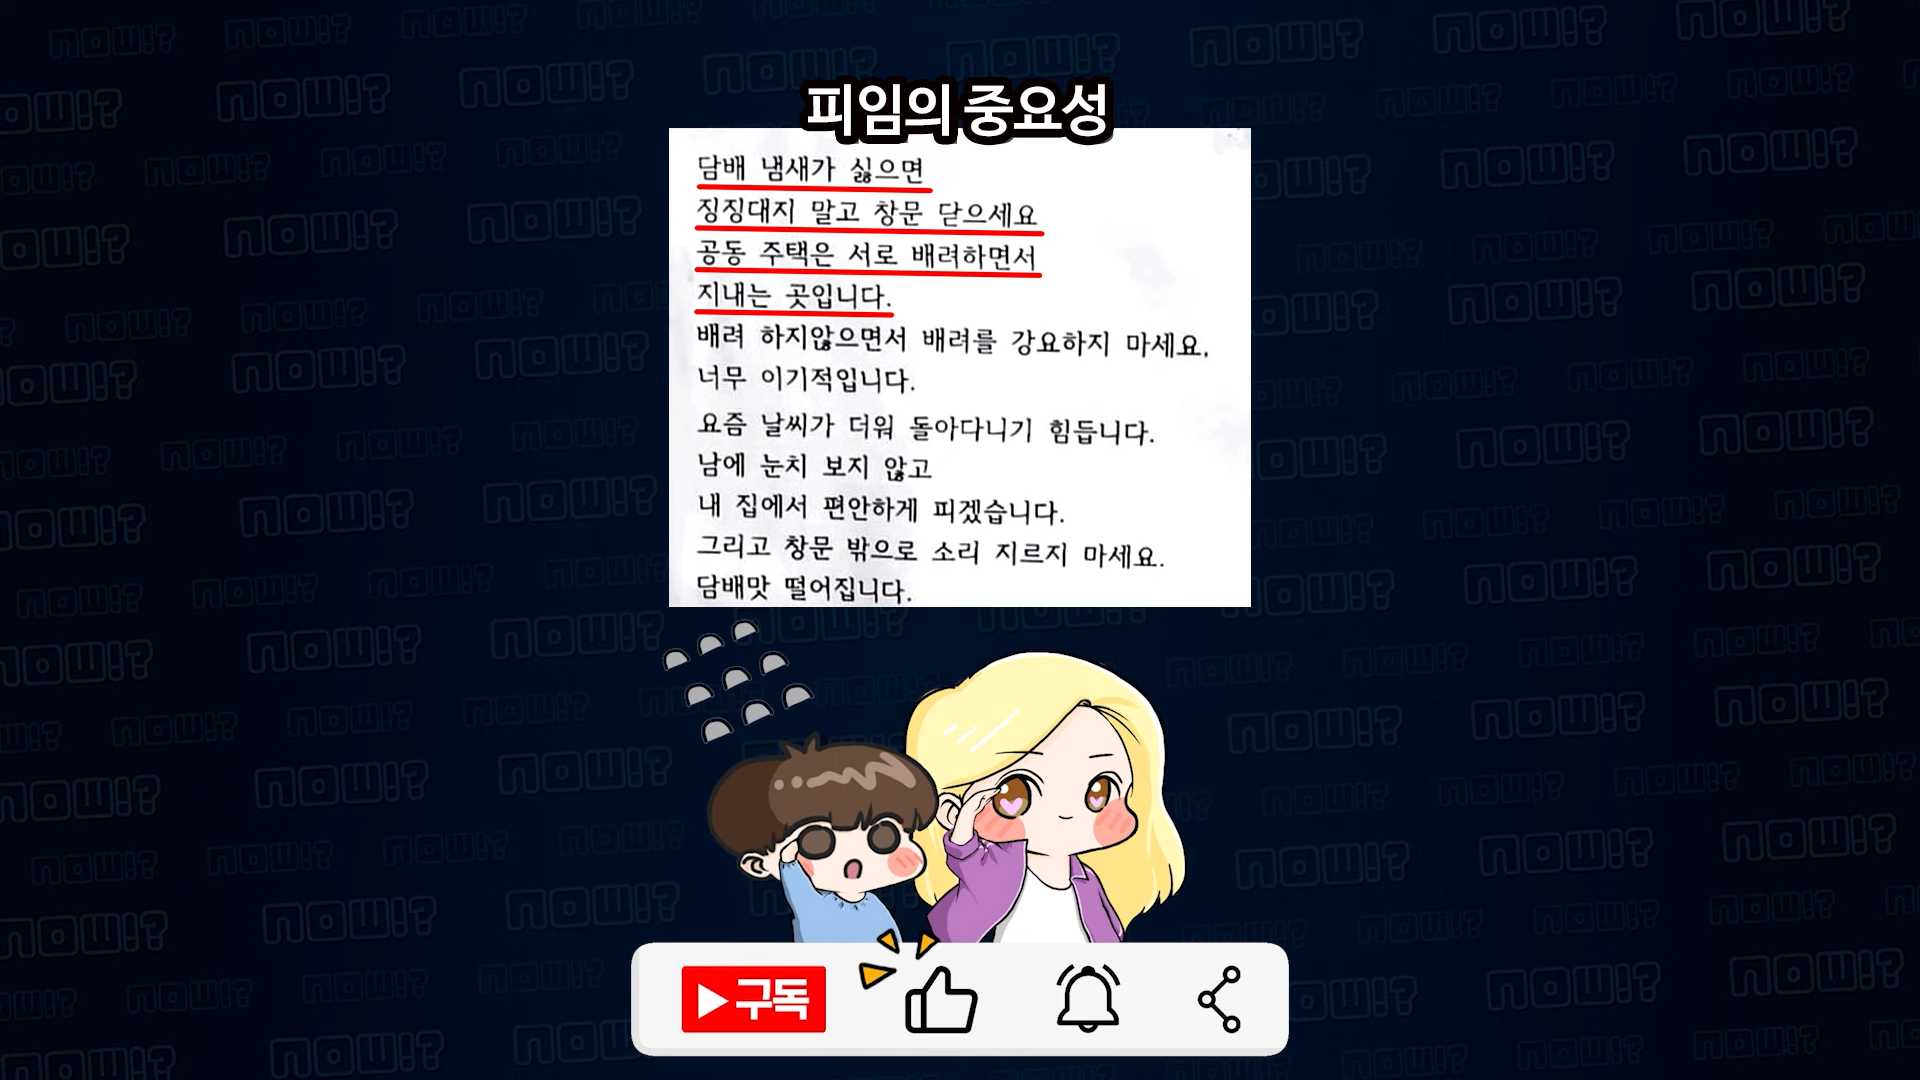 피임의 중요성
담배 냄새가 싫으면
징징대지 말고 창문 닫으세요
공동 주택은 서로 배려하면서
지내는 곳입니다.
배려 하지않으면서 배려를 강요하지 마세요.
너무 이기적입니다.
요즘 날씨가 더워 돌아다니기 힘듭니다.
남에 눈치 보지 않고
내 집에서 편안하게 피겠습니다.
그리고 창문 밖으로 소리 지르지 마세요.
담배맛 떨어집니다.
구독